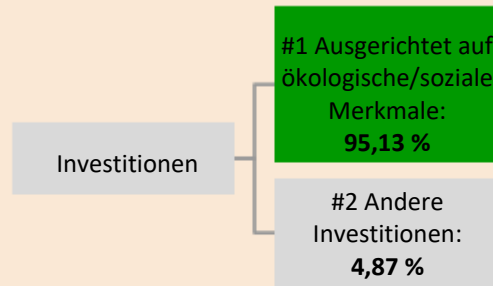 #1 Ausgerichtet auf
ökologische/soziale
Merkmale:
95,13 %
Investitionen
#2 Andere
Investitionen:
4,87 %